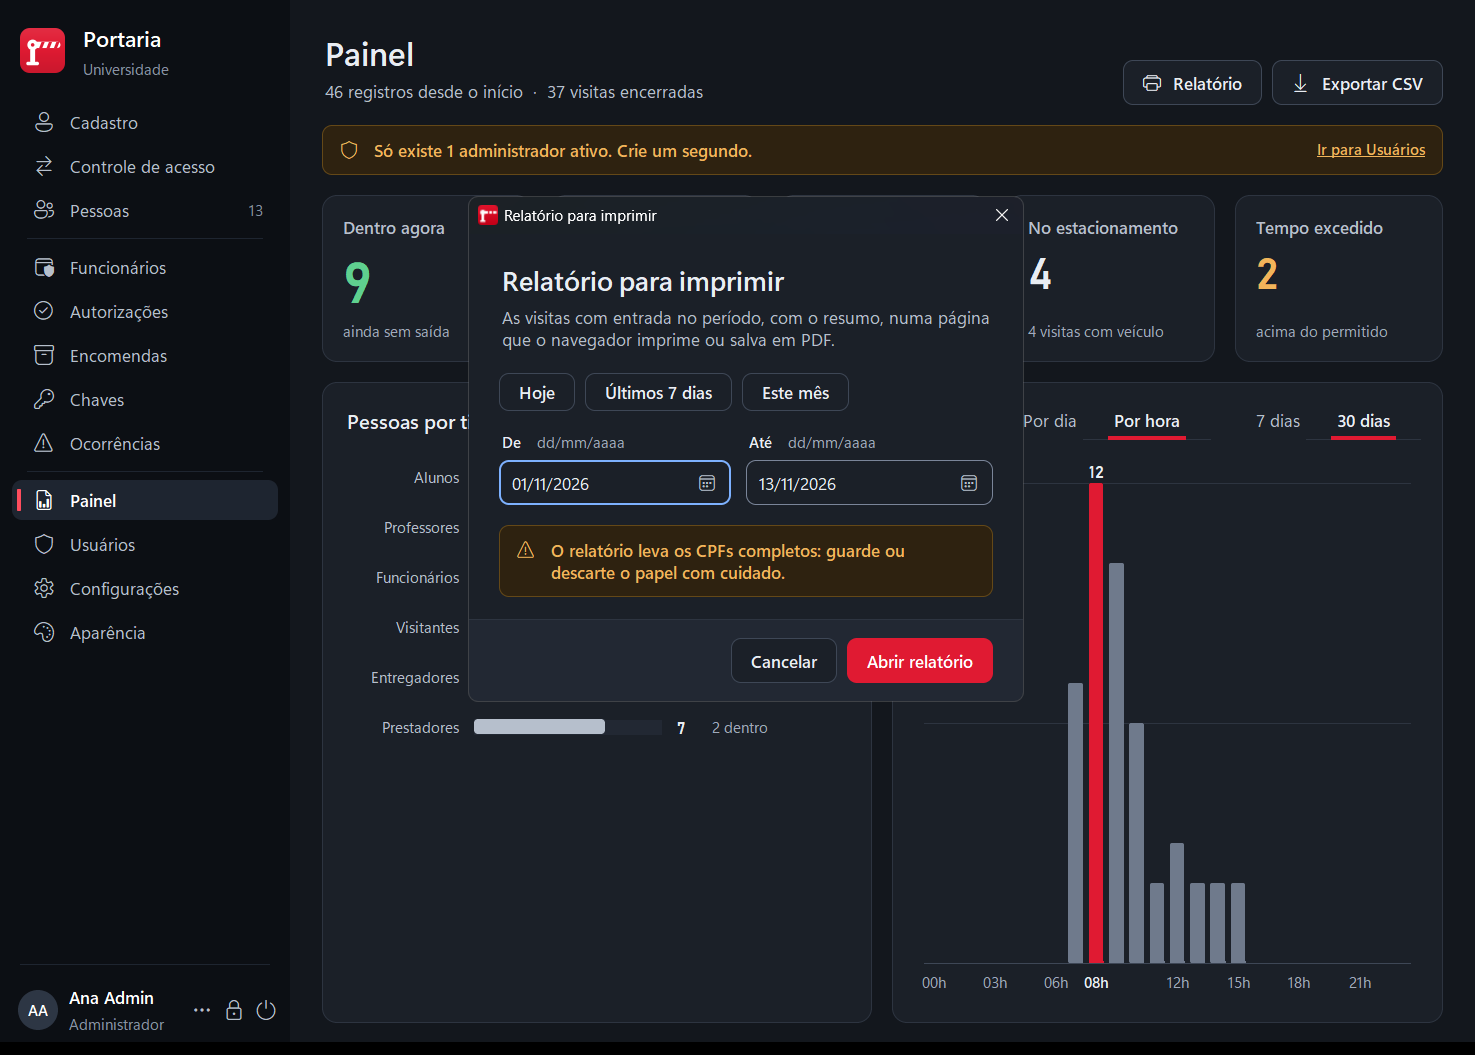 Portaria
Universidade
Cadastro
Controle de acesso
Pessoas 13
Funcionários
Autorizações
Encomendas
Chaves
Ocorrências
Painel
Usuários
Configurações
Aparência
AA
Ana Admin
Administrador
Painel
46 registros desde o início · 37 visitas encerradas
Relatório
Exportar CSV
Só existe 1 administrador ativo. Crie um segundo.
Ir para Usuários
Dentro agora
9
ainda sem saída
No estacionamento
4
4 visitas com veículo
Tempo excedido
2
acima do permitido
Relatório para imprimir
Relatório para imprimir
As visitas com entrada no período, com o resumo, numa página
que o navegador imprime ou salva em PDF.
Hoje
Últimos 7 dias
Este mês
De dd/mm/aaaa
Até dd/mm/aaaa
01/11/2026
13/11/2026
O relatório leva os CPFs completos: guarde ou
descarte o papel com cuidado.
Cancelar
Abrir relatório
Pessoas por ti
Alunos
Professores
Funcionários
Visitantes
Entregadores
Prestadores 7 2 dentro
Por dia
Por hora
7 dias
30 dias
12
00h 03h 06h 08h 12h 15h 18h 21h